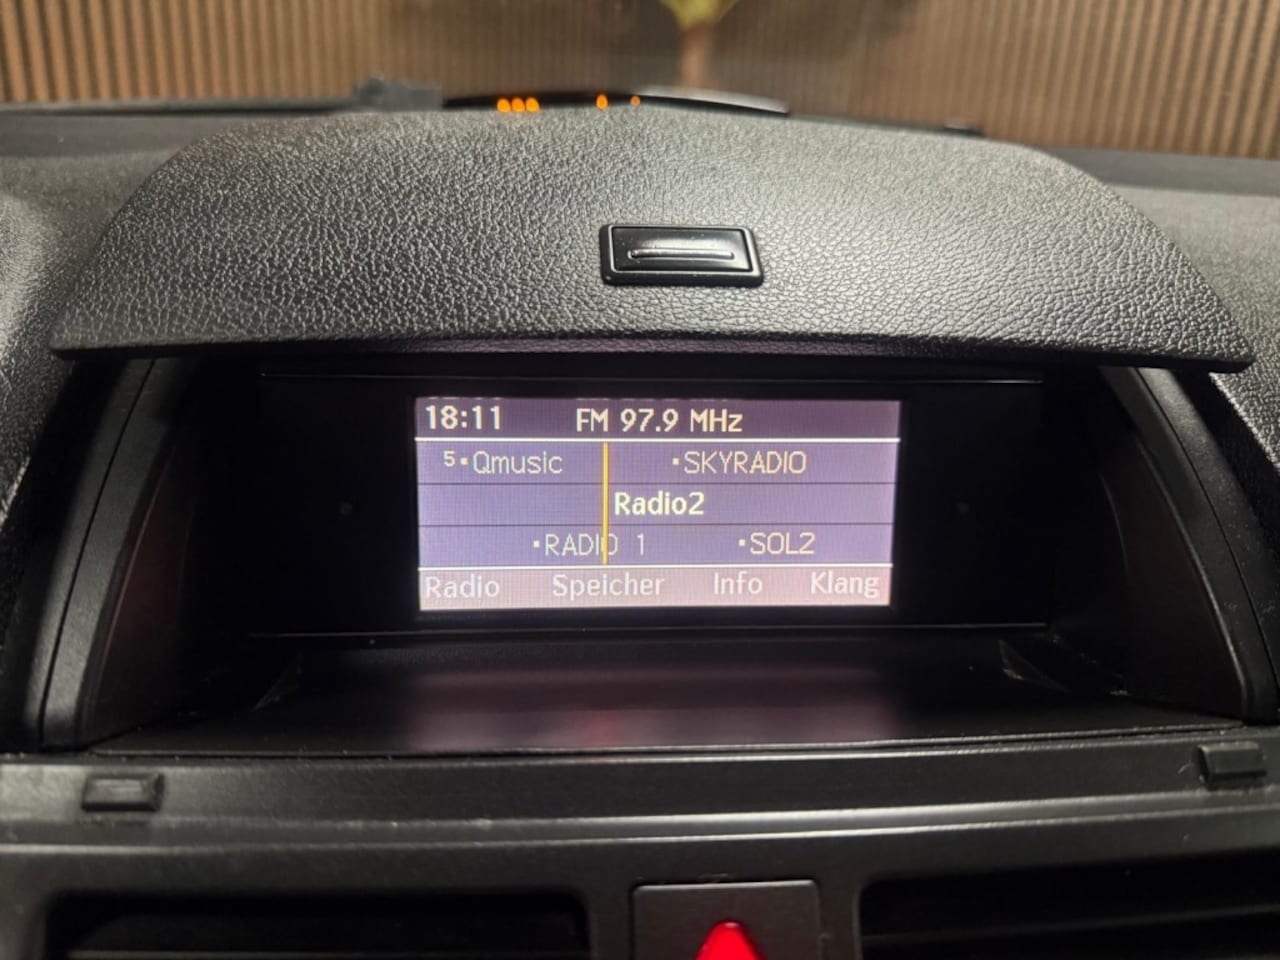 18:11 FM 97.9 MHz
5 Qmusic SKYRADIO
Radio2
RADIO 1 SOL2
Radio Speicher Info Klang